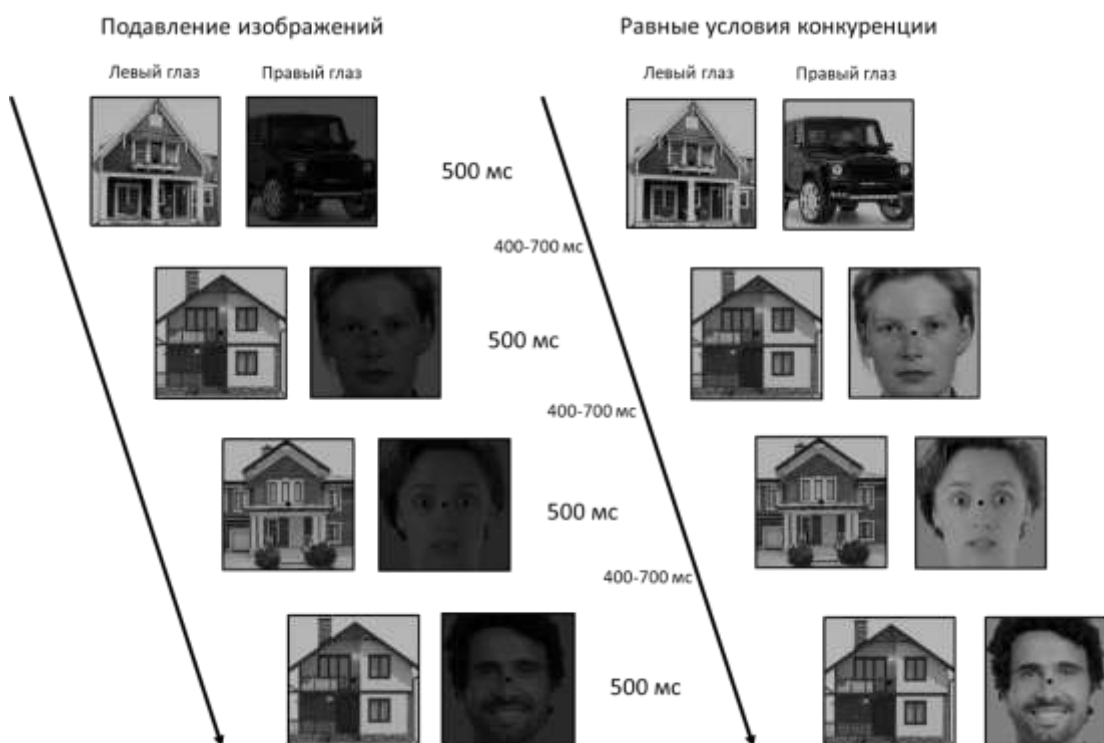 Подавление изображений
Равные условия конкуренции
Левый глаз
Правый глаз
Левый глаз
Правый глаз
500 мс
400-700 мс
500 мс
400-700 мс
500 мс
400-700 мс
500 мс